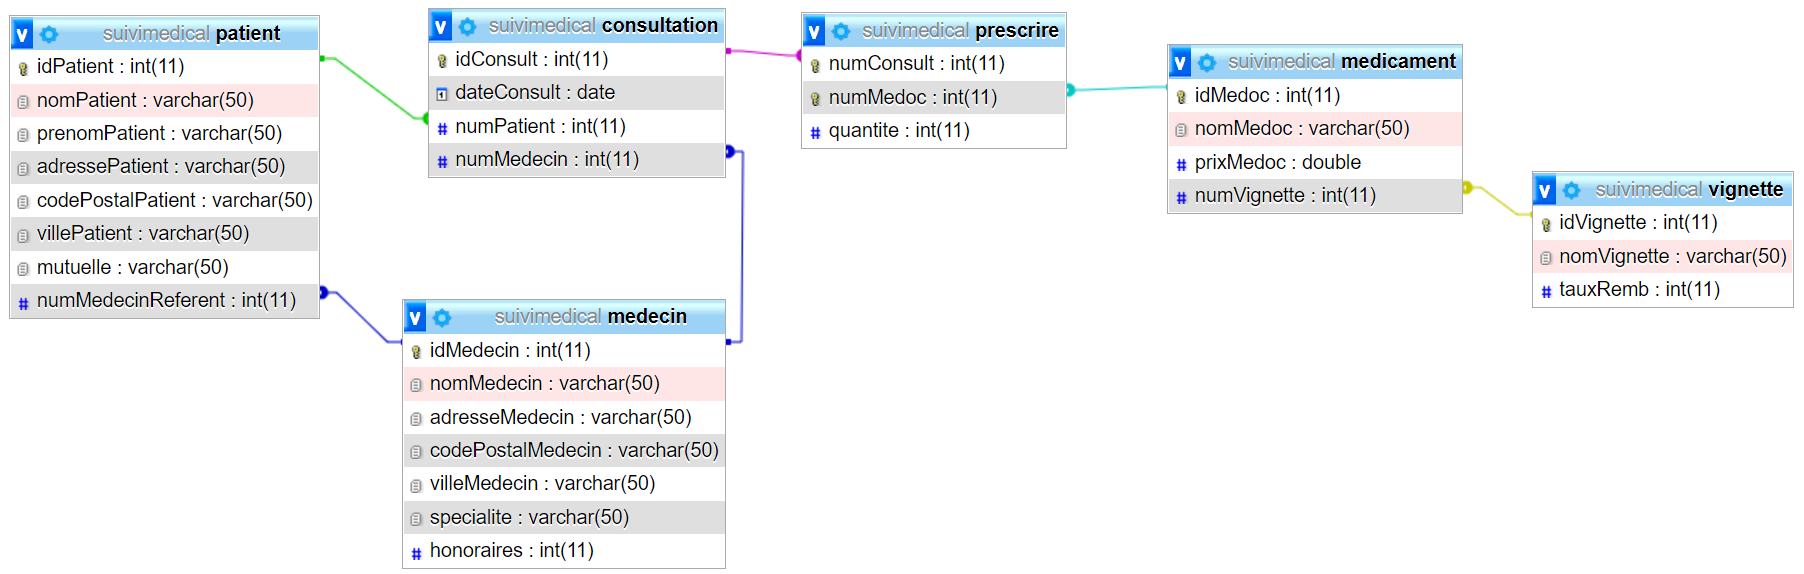 v suivimedical patient
idPatient : int(11)
nomPatient : varchar(50)
prenomPatient : varchar(50)
adressePatient : varchar(50)
codePostalPatient : varchar(50)
villePatient : varchar(50)
mutuelle : varchar(50)
# numMedecinReferent : int(11)
v suivimedical consultation
idConsult : int(11)
dateConsult : date
# numPatient : int(11)
# numMedecin : int(11)
v suivimedical medecin
idMedecin : int(11)
nomMedecin : varchar(50)
adresseMedecin : varchar(50)
codePostalMedecin : varchar(50)
villeMedecin : varchar(50)
specialite : varchar(50)
# honoraires : int(11)
v suivimedical prescrire
numConsult : int(11)
numMedoc : int(11)
# quantite : int(11)
v suivimedical medicament
idMedoc : int(11)
nomMedoc : varchar(50)
# prixMedoc : double
# numVignette : int(11)
v suivimedical vignette
idVignette : int(11)
nomVignette : varchar(50)
# tauxRemb : int(11)